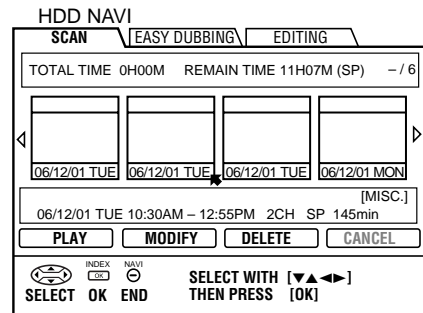 HDD NAVI
SCAN EASY DUBBING EDITING
TOTAL TIME 0H00M REMAIN TIME 11H07M (SP) – / 6
06/12/01 TUE 06/12/01 TUE 06/12/01 TUE 06/12/01 MON
[MISC.]
06/12/01 TUE 10:30AM – 12:55PM 2CH SP 145min
PLAY MODIFY DELETE CANCEL
INDEX NAVI
OK
SELECT WITH [▼▲◄►]
SELECT OK END THEN PRESS [OK]